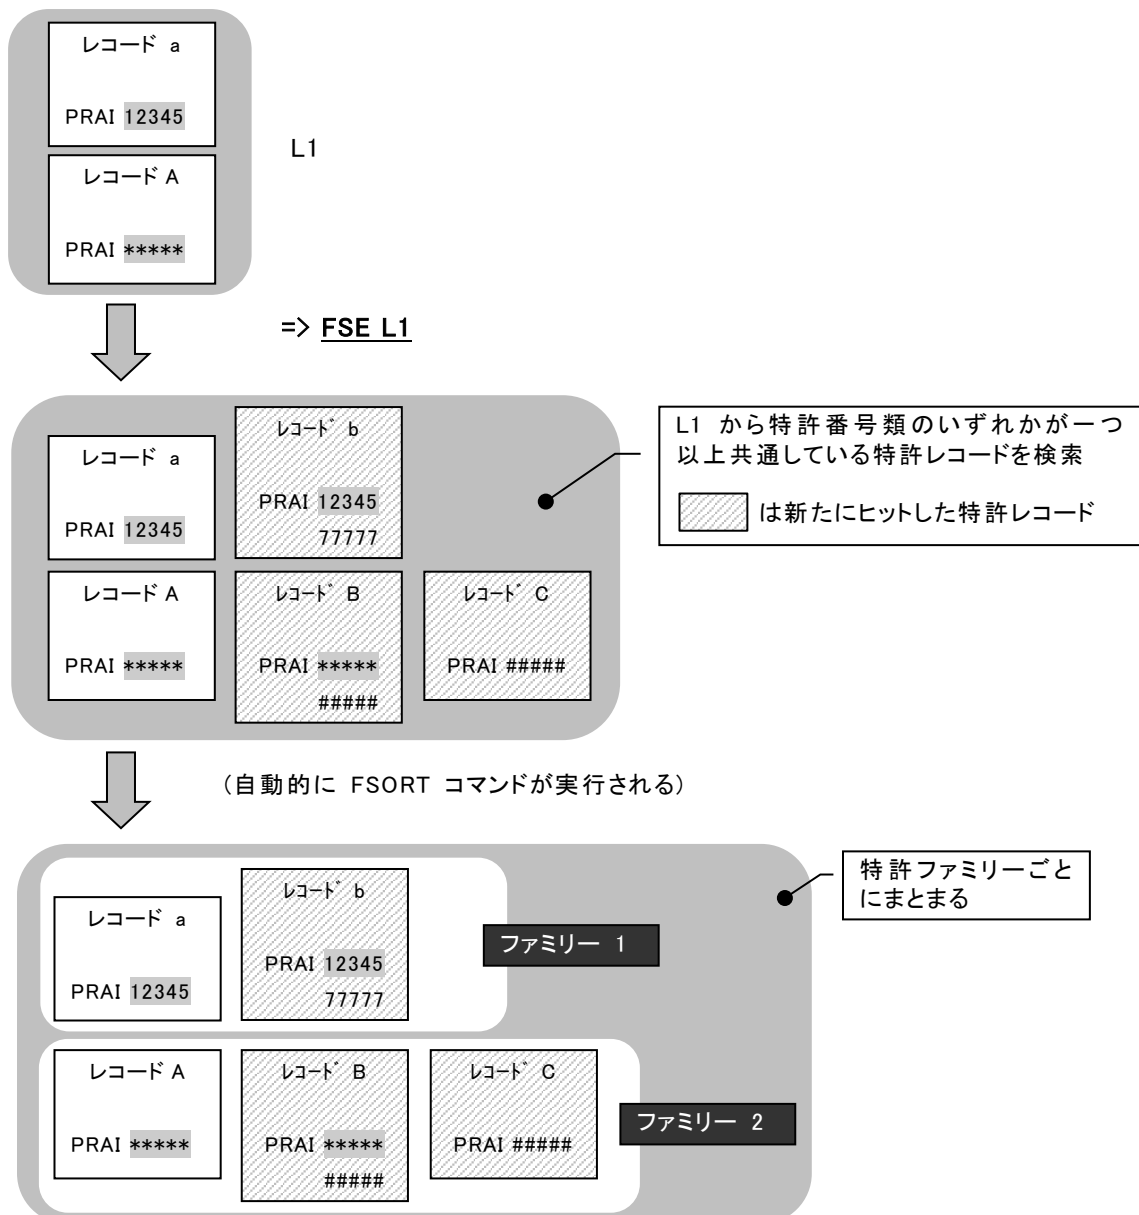 レコード a
PRAI 12345
レコード A
PRAI *****
L1
=> FSE L1
レコード a
PRAI 12345
ﾚｺｰﾄﾞ b
PRAI 12345
77777
レコード A
PRAI *****
ﾚｺｰﾄﾞ B
PRAI *****
#####
ﾚｺｰﾄﾞ C
PRAI #####
L1 から特許番号類のいずれかが一つ
以上共通している特許レコードを検索
は新たにヒットした特許レコード
(自動的に FSORT コマンドが実行される)
レコード a
PRAI 12345
ﾚｺｰﾄﾞ b
PRAI 12345
77777
ファミリー 1
特許ファミリーごと
にまとまる
レコード A
PRAI *****
ﾚｺｰﾄﾞ B
PRAI *****
#####
ﾚｺｰﾄﾞ C
PRAI #####
ファミリー 2